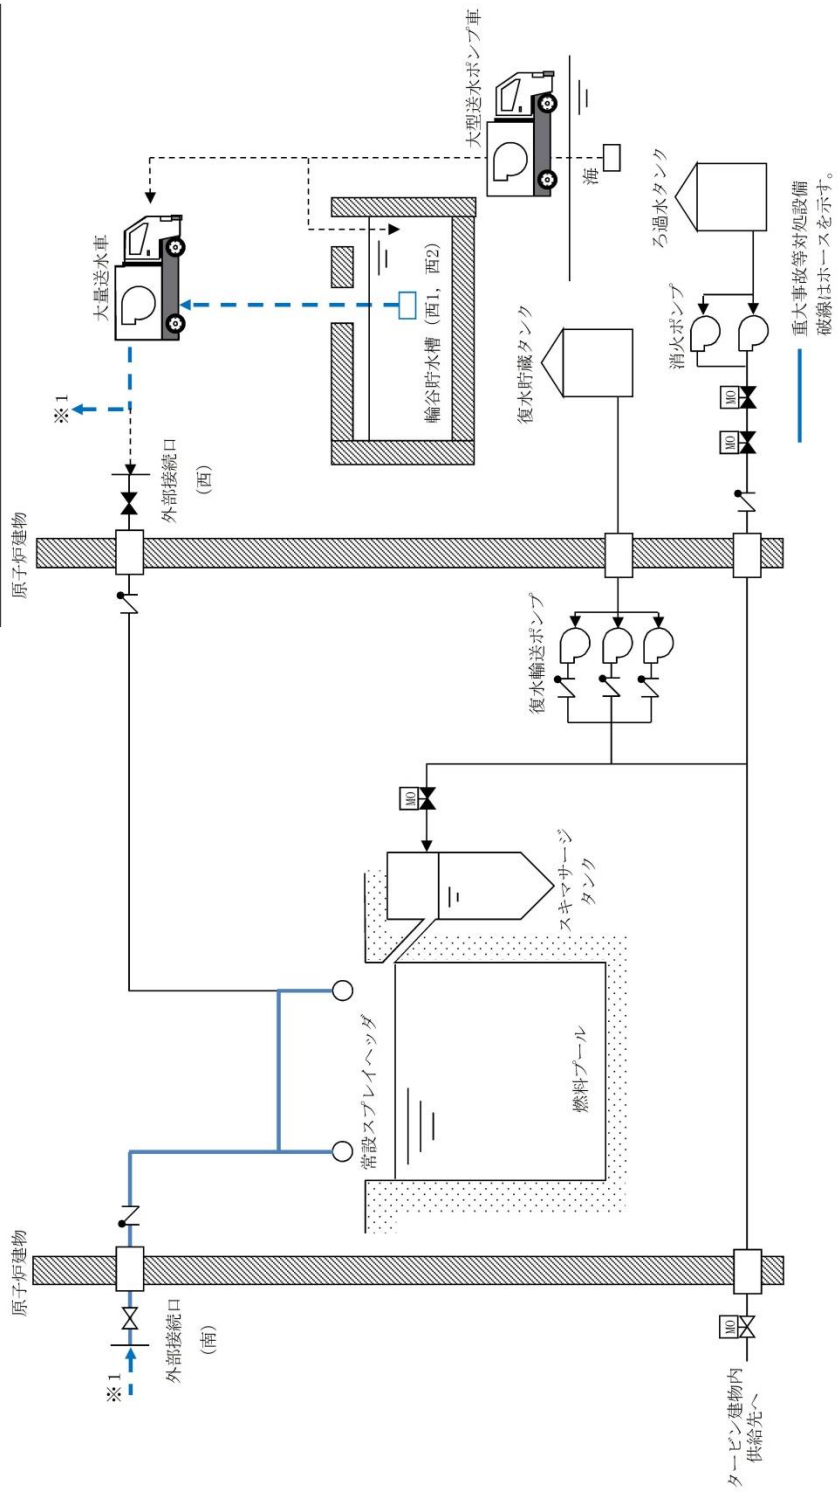 原子炉建物
※1
外部接続口
(南)
タービン建物内
供給先へ
MO
常設スプレイヘッダ
燃料プール
スキマサージ
タンク
MO
復水輸送ポンプ
原子炉建物
外部接続口
(西)
※1
大量送水車
輪谷貯水槽(西1, 西2)
大型送水ポンプ車
海
復水貯蔵タンク
MO
MO
消火ポンプ
ろ過水タンク
重大事故等対処設備
破線はホースを示す。